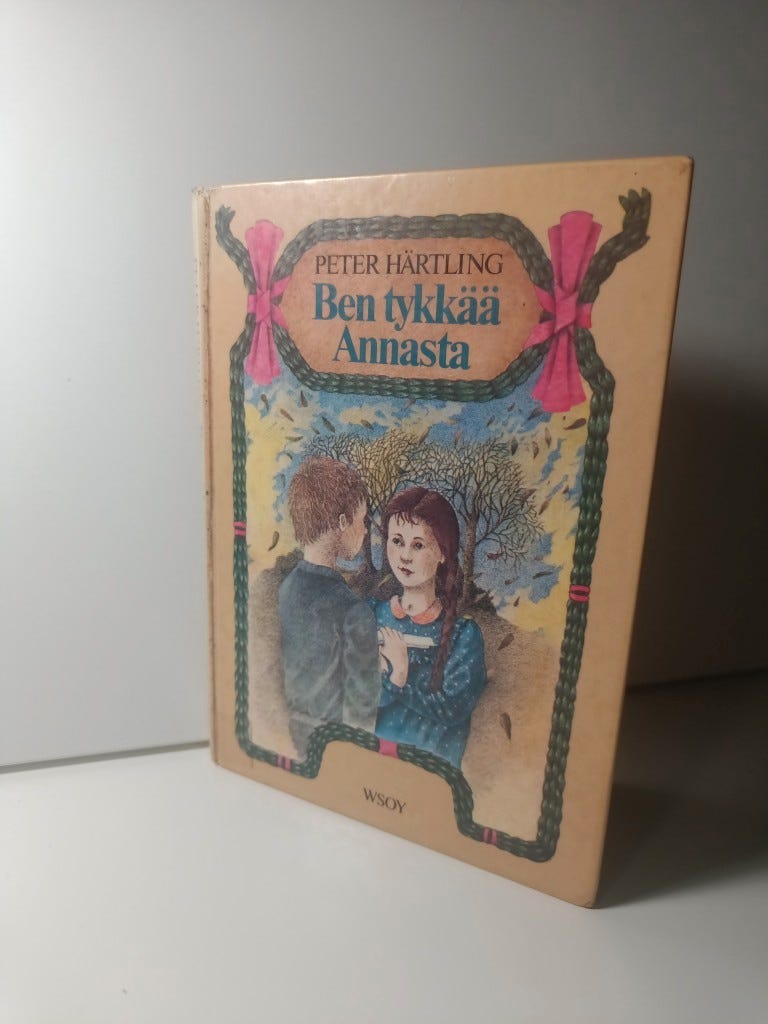 PETER HÄRTLING
Ben tykkää
Annasta
WSOY